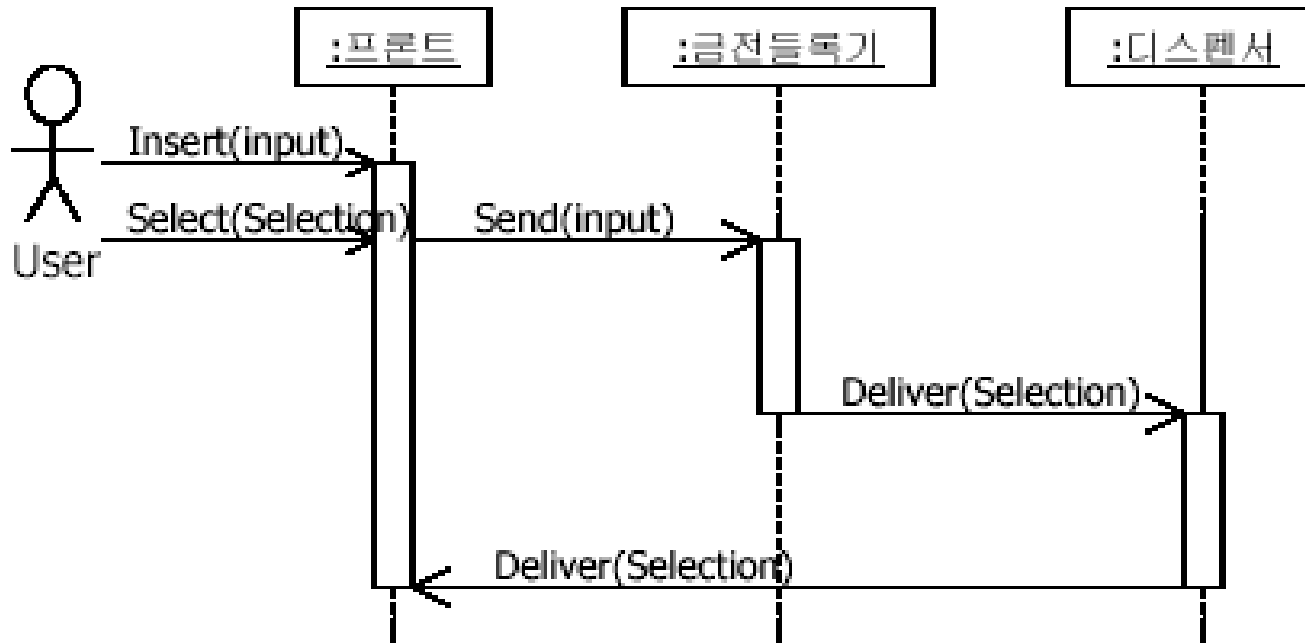 :프론트
:금전등록기
:디스펜서
Insert(input)
Select(Selection)
Send(input)
User
Deliver(Selection)
Deliver(Selection)